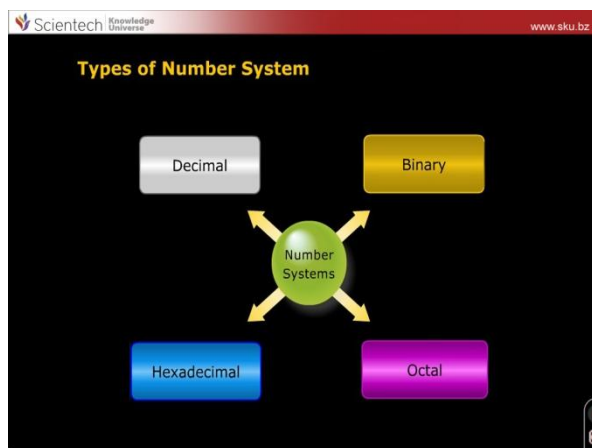 Scientech Knowledge Universe
www.sku.bz
Types of Number System
Decimal
Binary
Number
Systems
Hexadecimal
Octal